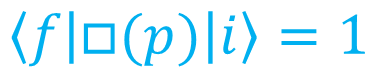 ⟨f|□(p)|i⟩ = 1